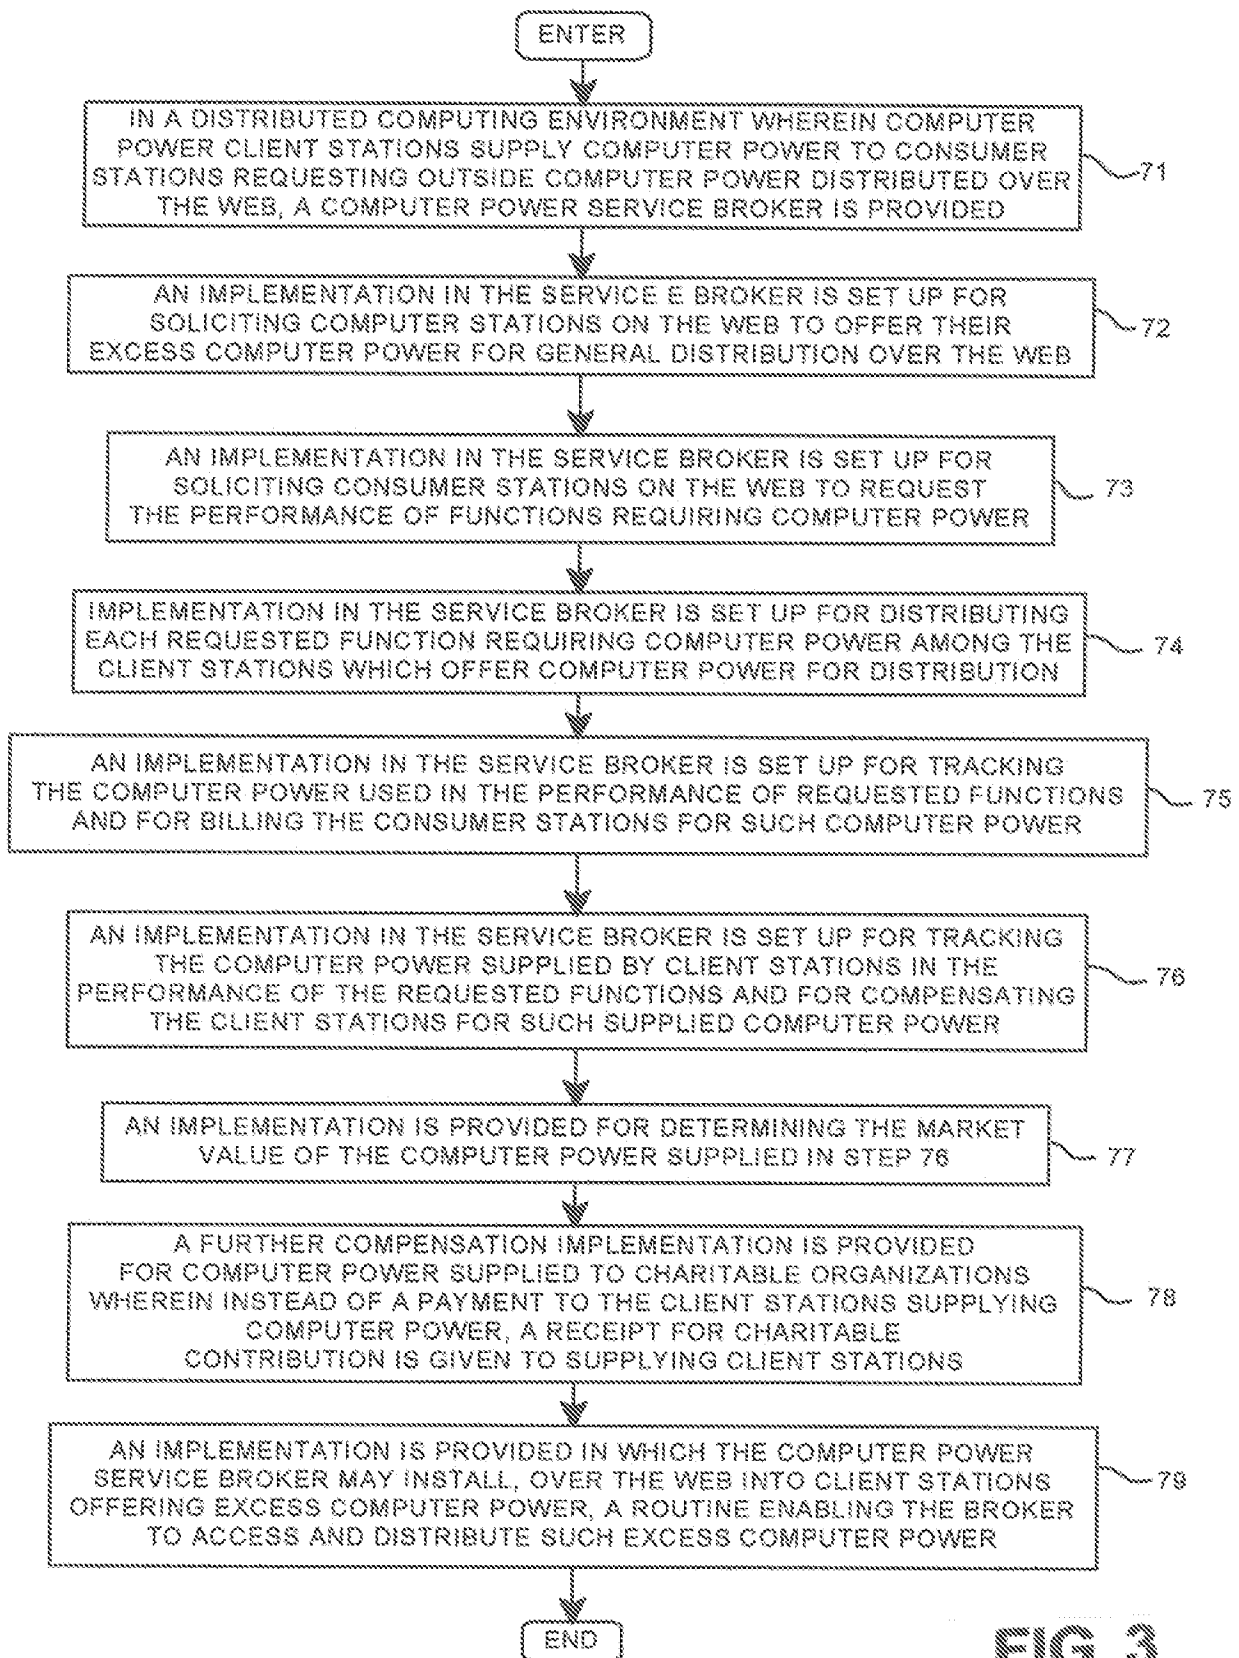 ENTER
IN A DISTRIBUTED COMPUTING ENVIRONMENT WHEREIN COMPUTER
POWER CLIENT STATIONS SUPPLY COMPUTER POWER TO CONSUMER
STATIONS REQUESTING OUTSIDE COMPUTER POWER DISTRIBUTED OVER
THE WEB, A COMPUTER POWER SERVICE BROKER IS PROVIDED
71
AN IMPLEMENTATION IN THE SERVICE E BROKER IS SET UP FOR
SOLICITING COMPUTER STATIONS ON THE WEB TO OFFER THEIR
EXCESS COMPUTER POWER FOR GENERAL DISTRIBUTION OVER THE WEB
72
AN IMPLEMENTATION IN THE SERVICE BROKER IS SET UP FOR
SOLICITING CONSUMER STATIONS ON THE WEB TO REQUEST
THE PERFORMANCE OF FUNCTIONS REQUIRING COMPUTER POWER
73
IMPLEMENTATION IN THE SERVICE BROKER IS SET UP FOR DISTRIBUTING
EACH REQUESTED FUNCTION REQUIRING COMPUTER POWER AMONG THE
CLIENT STATIONS WHICH OFFER COMPUTER POWER FOR DISTRIBUTION
74
AN IMPLEMENTATION IN THE SERVICE BROKER IS SET UP FOR TRACKING
THE COMPUTER POWER USED IN THE PERFORMANCE OF REQUESTED FUNCTIONS
AND FOR BILLING THE CONSUMER STATIONS FOR SUCH COMPUTER POWER
75
AN IMPLEMENTATION IN THE SERVICE BROKER IS SET UP FOR TRACKING
THE COMPUTER POWER SUPPLIED BY CLIENT STATIONS IN THE
PERFORMANCE OF THE REQUESTED FUNCTIONS AND FOR COMPENSATING
THE CLIENT STATIONS FOR SUCH SUPPLIED COMPUTER POWER
76
AN IMPLEMENTATION IS PROVIDED FOR DETERMINING THE MARKET
VALUE OF THE COMPUTER POWER SUPPLIED IN STEP 76
77
A FURTHER COMPENSATION IMPLEMENTATION IS PROVIDED
FOR COMPUTER POWER SUPPLIED TO CHARITABLE ORGANIZATIONS
WHEREIN INSTEAD OF A PAYMENT TO THE CLIENT STATIONS SUPPLYING
COMPUTER POWER, A RECEIPT FOR CHARITABLE
CONTRIBUTION IS GIVEN TO SUPPLYING CLIENT STATIONS
78
AN IMPLEMENTATION IS PROVIDED IN WHICH THE COMPUTER POWER
SERVICE BROKER MAY INSTALL, OVER THE WEB INTO CLIENT STATIONS
OFFERING EXCESS COMPUTER POWER, A ROUTINE ENABLING THE BROKER
TO ACCESS AND DISTRIBUTE SUCH EXCESS COMPUTER POWER
79
END
FIG. 3